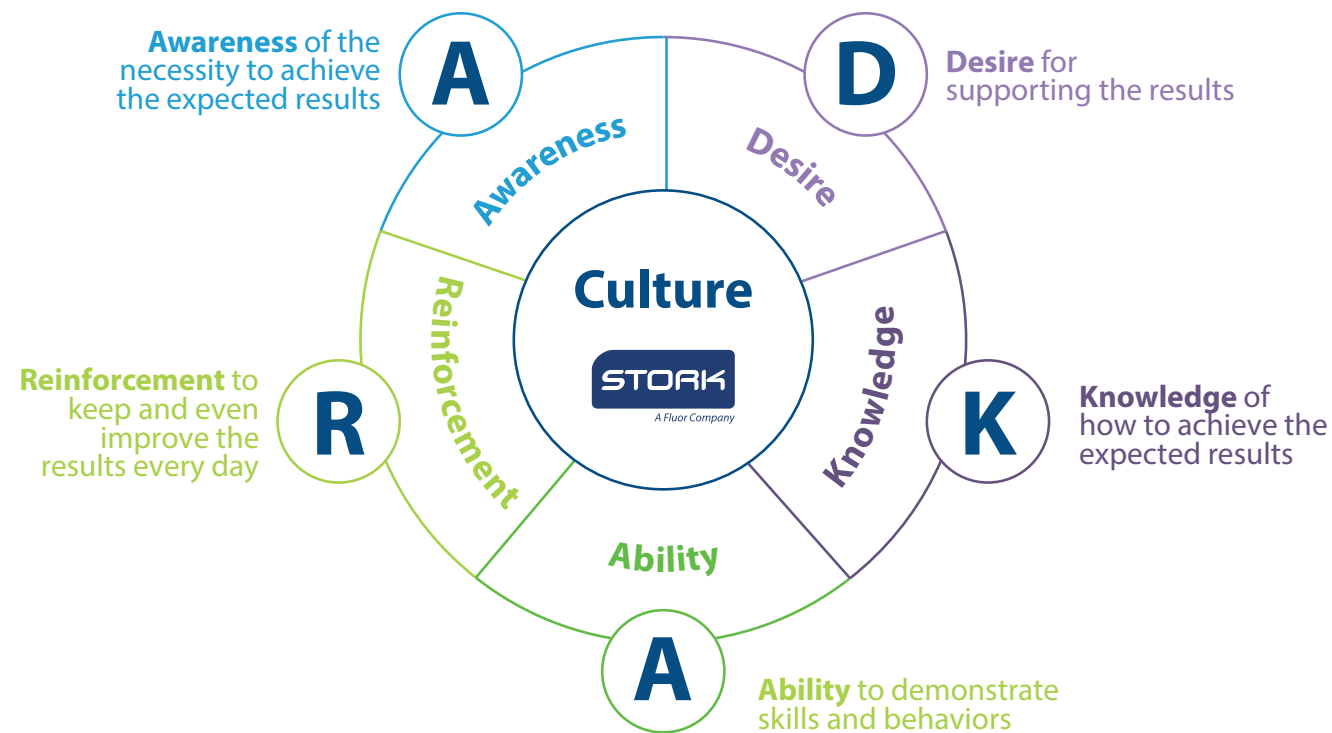 A
Awareness of the
necessity to achieve
the expected results
Awareness
D
Desire for
supporting the results
Desire
K
Knowledge of
how to achieve the
expected results
Knowledge
A
Ability to demonstrate
skills and behaviors
Ability
R
Reinforcement to
keep and even
improve the
results every day
Reinforcement
Culture
STORK
A Fluor Company